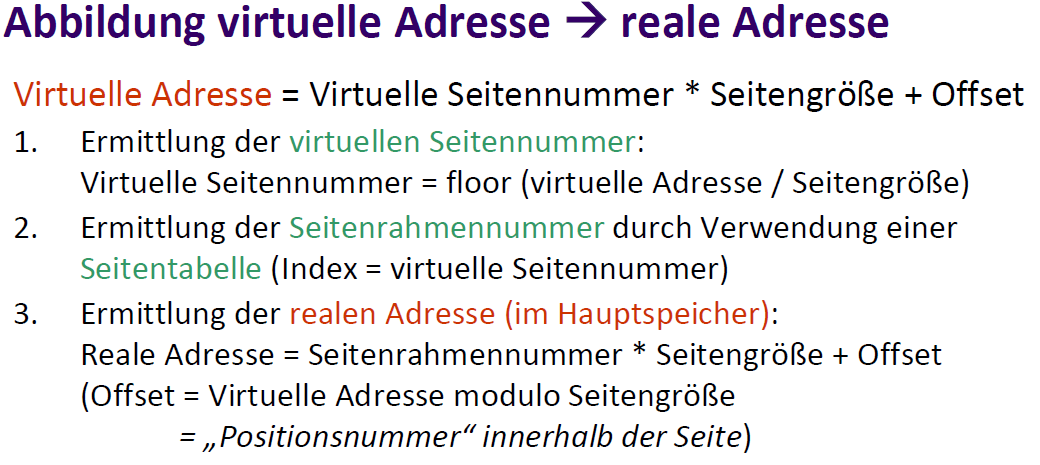 Abbildung virtuelle Adresse → reale Adresse
Virtuelle Adresse = Virtuelle Seitennummer * Seitengröße + Offset
1. Ermittlung der virtuellen Seitennummer:
Virtuelle Seitennummer = floor (virtuelle Adresse / Seitengröße)
2. Ermittlung der Seitenrahmennummer durch Verwendung einer
Seitentabelle (Index = virtuelle Seitennummer)
3. Ermittlung der realen Adresse (im Hauptspeicher):
Reale Adresse = Seitenrahmennummer * Seitengröße + Offset
(Offset = Virtuelle Adresse modulo Seitengröße
= „Positionsnummer“ innerhalb der Seite)